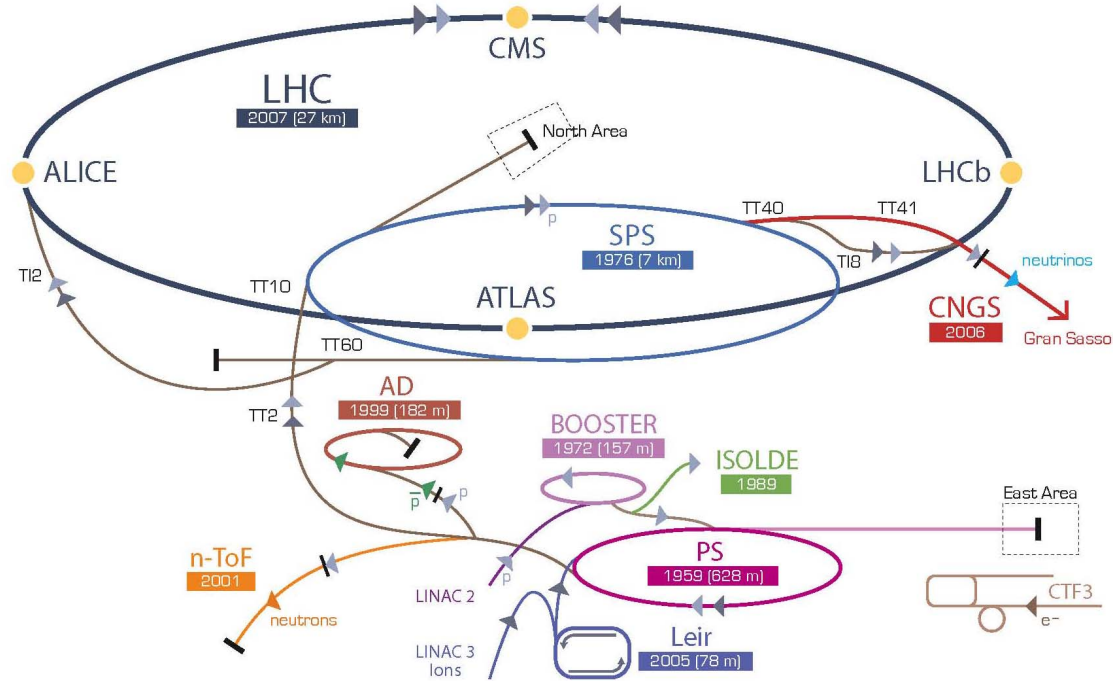 CMS
LHC
2007 (27 km)
North Area
ALICE
LHCb
TT40
TT41
p
SPS
1976 (7 km)
TI8
neutrinos
TI2
TT10
ATLAS
CNGS
2006
Gran Sasso
TT60
AD
1999 (182 m)
TT2
BOOSTER
1972 (157 m)
ISOLDE
1989
p̅
p
East Area
n-ToF
2001
PS
1959 (628 m)
p
LINAC 2
CTF3
neutrons
e-
LINAC 3
Ions
Leir
2005 (78 m)